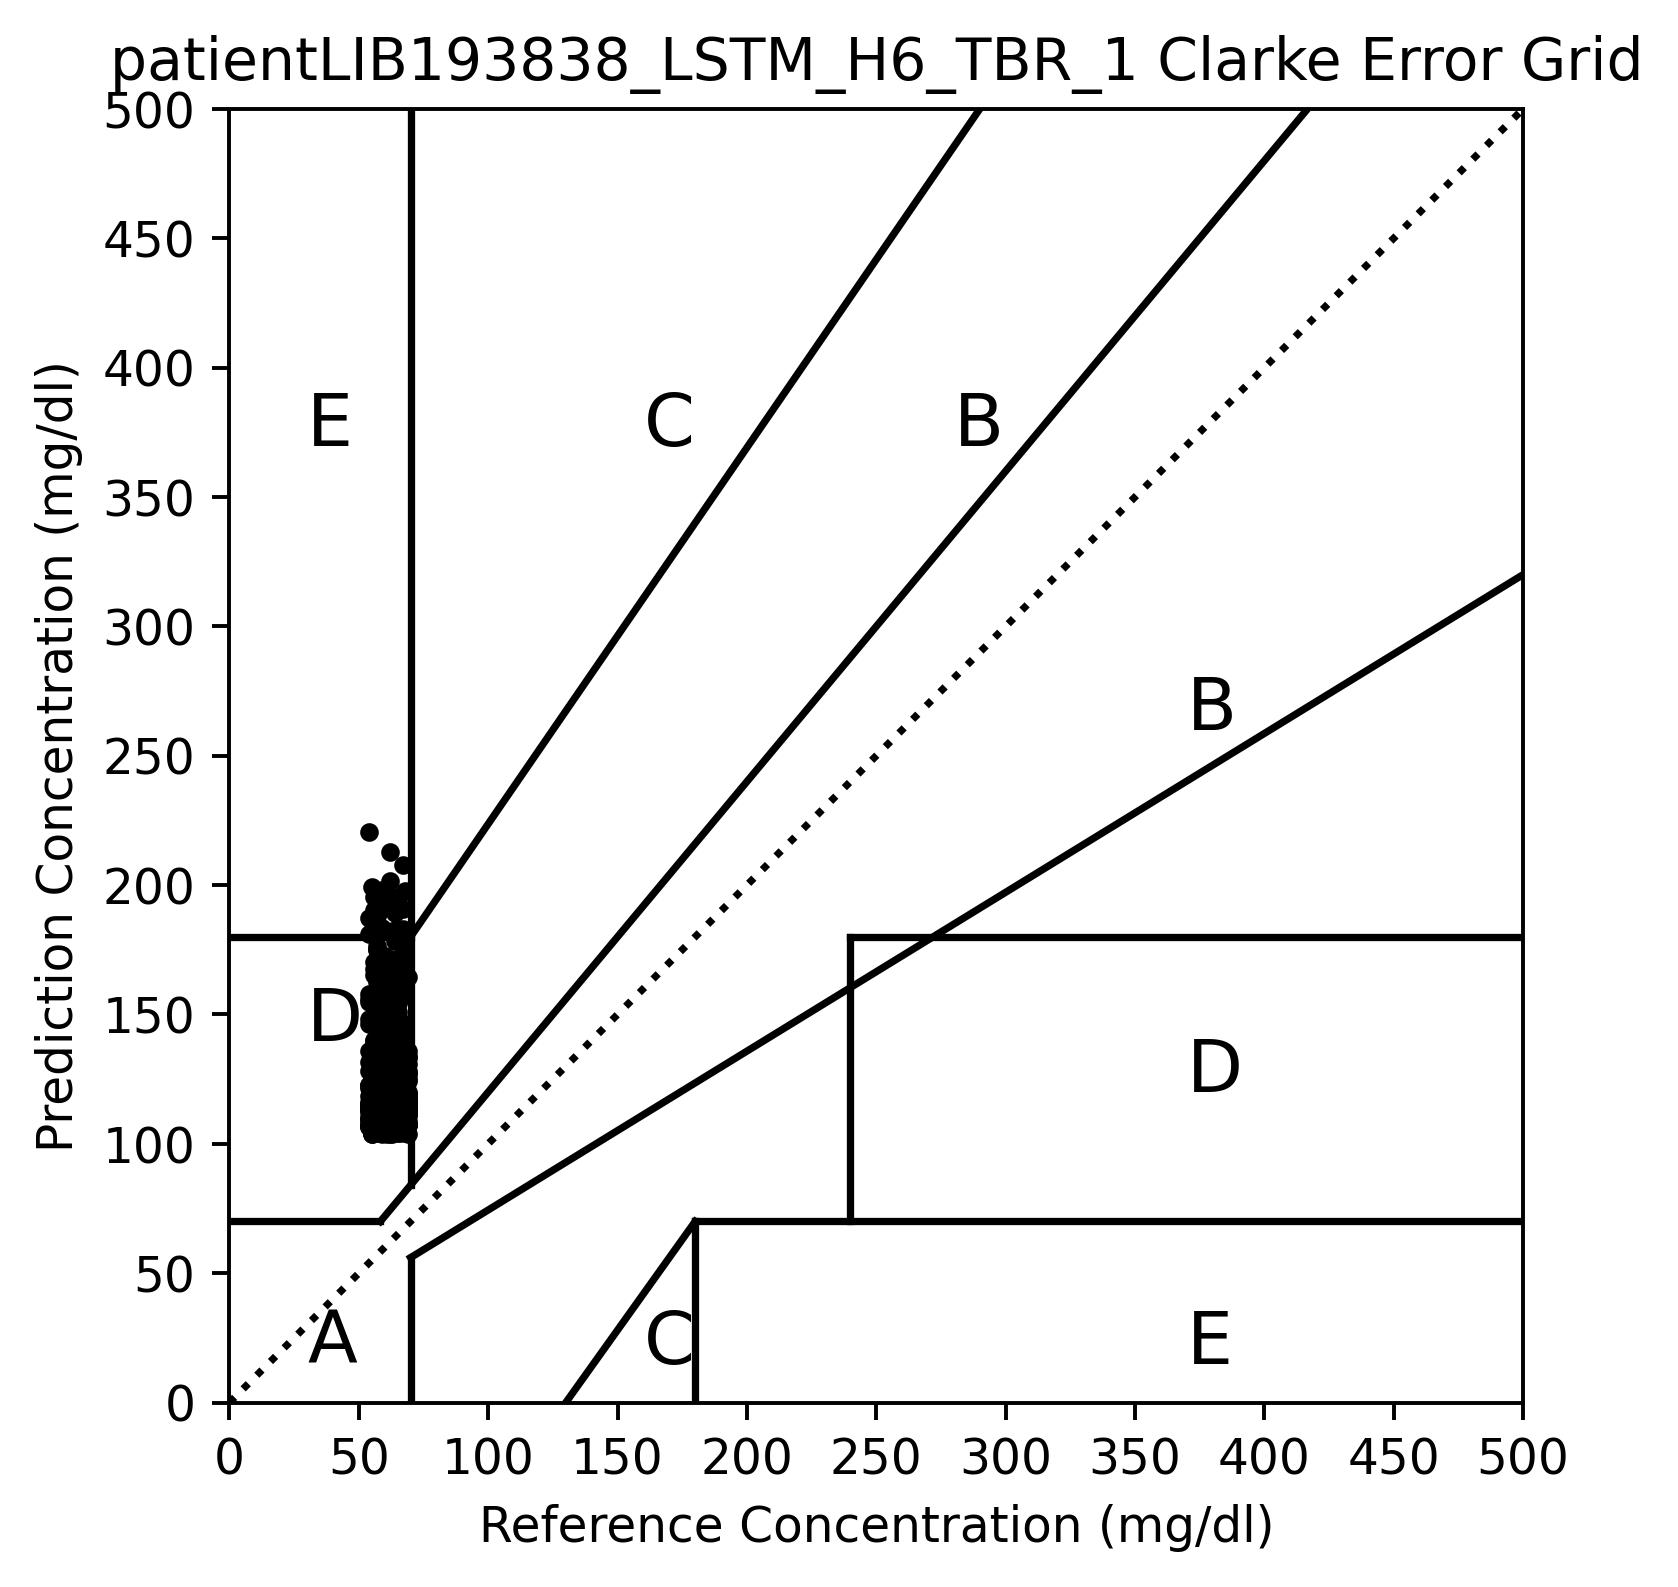 patientLIB193838_LSTM_H6_TBR_1 Clarke Error Grid
500
450
400
350
300
250
200
150
100
50
0
Prediction Concentration (mg/dl)
E
C
B
B
D
D
A
C
E
0 50 100 150 200 250 300 350 400 450 500
Reference Concentration (mg/dl)